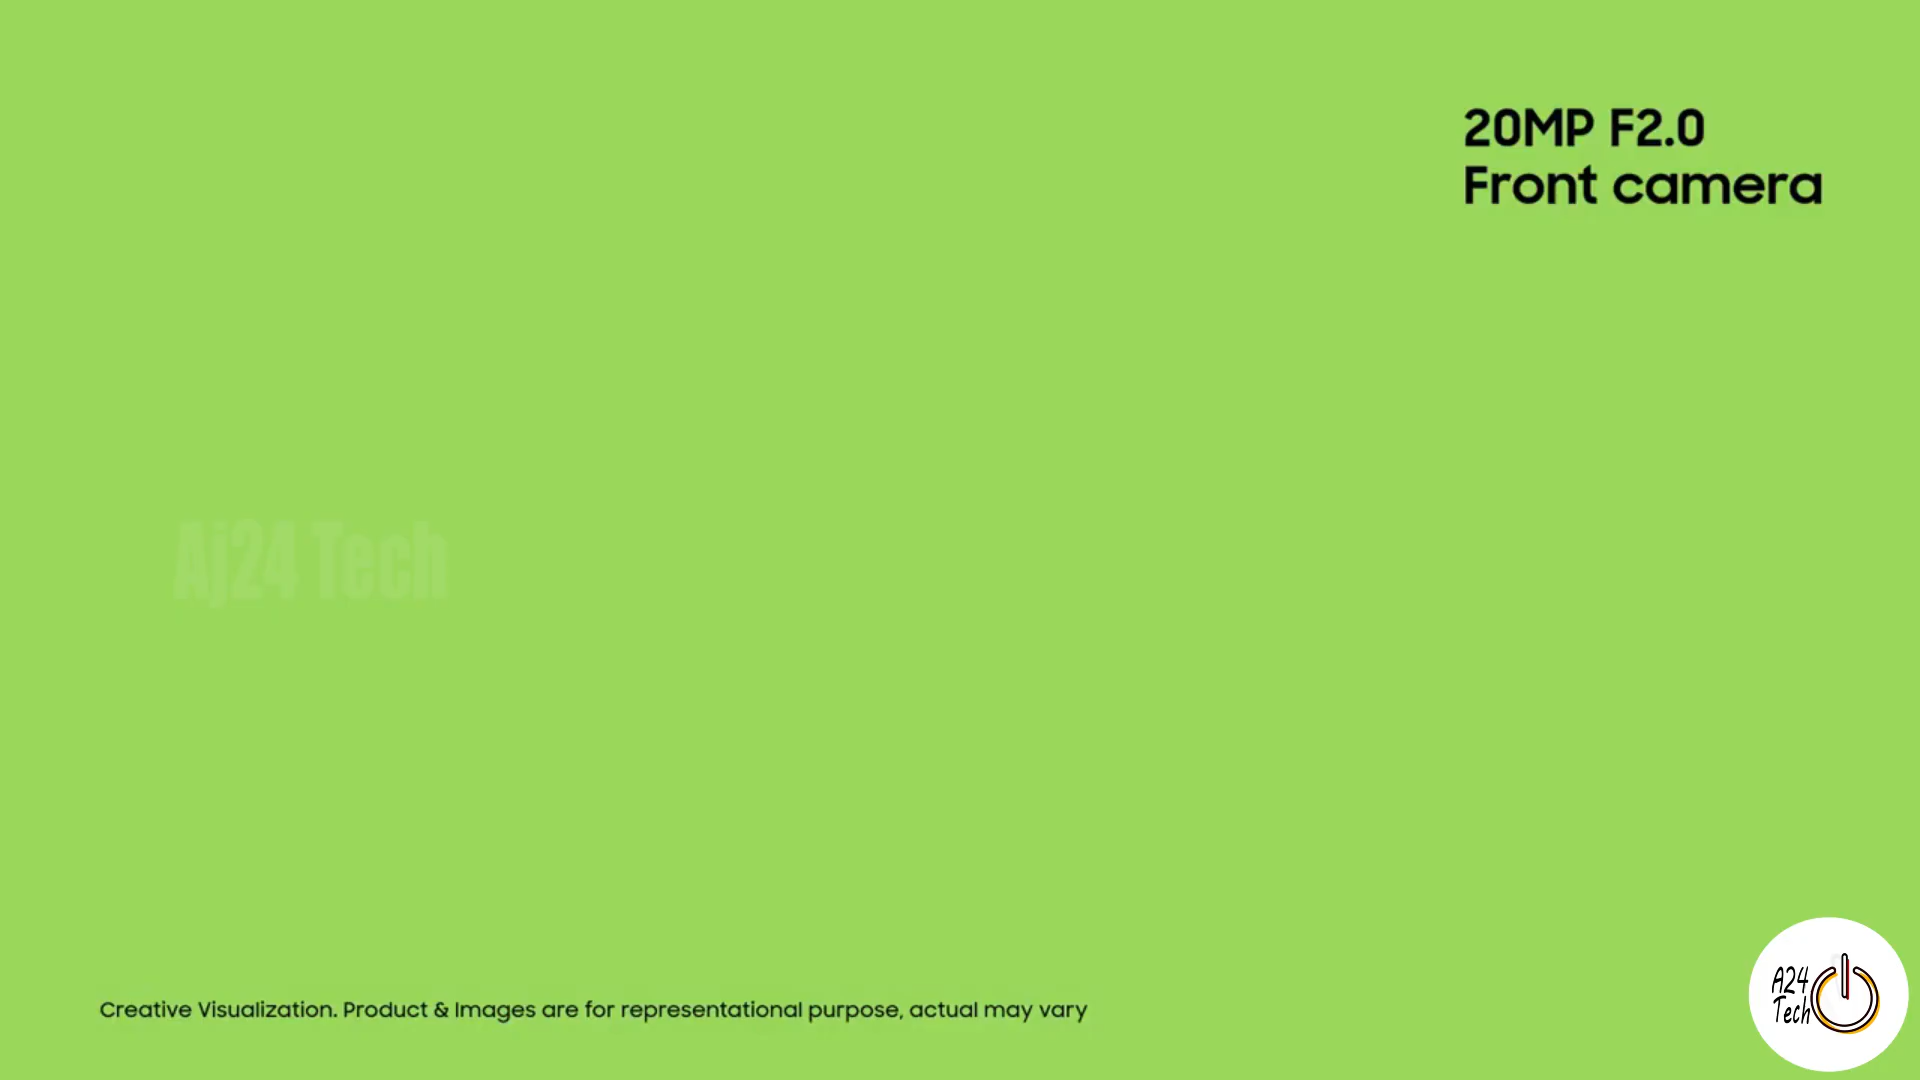 20MP F2.0
Front camera
Aj24 Tech
Creative Visualization. Product & Images are for representational purpose, actual may vary
A24
Tech